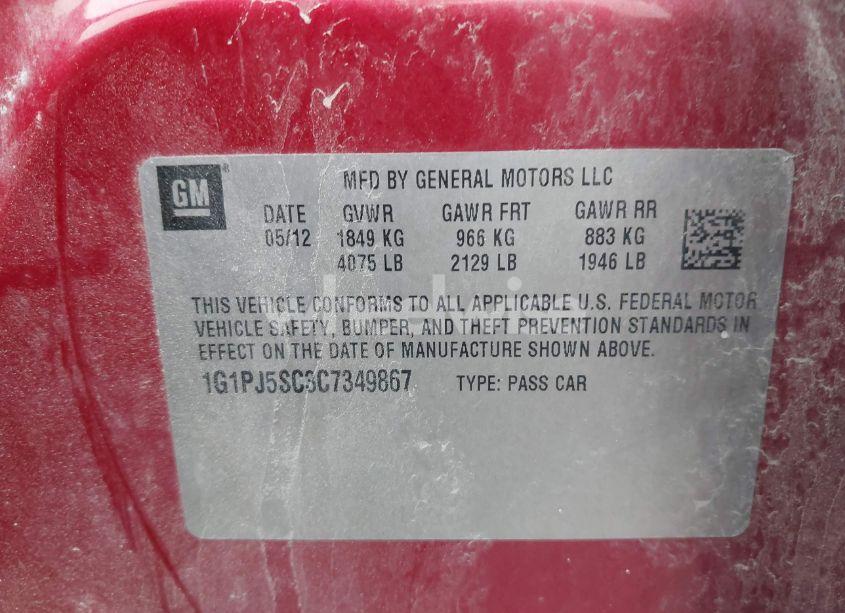 GM®
MFD BY GENERAL MOTORS LLC
DATE GVWR GAWR FRT GAWR RR
05/12 1849 KG 966 KG 883 KG
4075 LB 2129 LB 1946 LB
THIS VEHICLE CONFORMS TO ALL APPLICABLE U.S. FEDERAL MOTOR
VEHICLE SAFETY, BUMPER, AND THEFT PREVENTION STANDARDS IN
EFFECT ON THE DATE OF MANUFACTURE SHOWN ABOVE.
1G1PJ5SC3C7349867 TYPE: PASS CAR